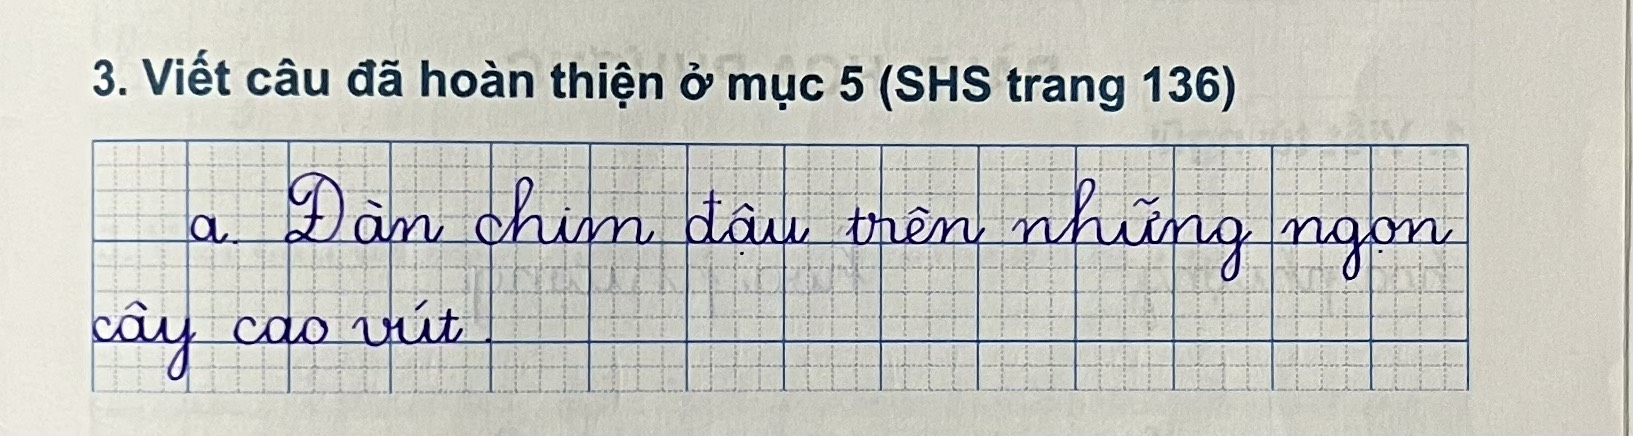 3. Viết câu đã hoàn thiện ở mục 5 (SHS trang 136)
a. Đàn chim đậu trên những ngọn
cây cao vút.